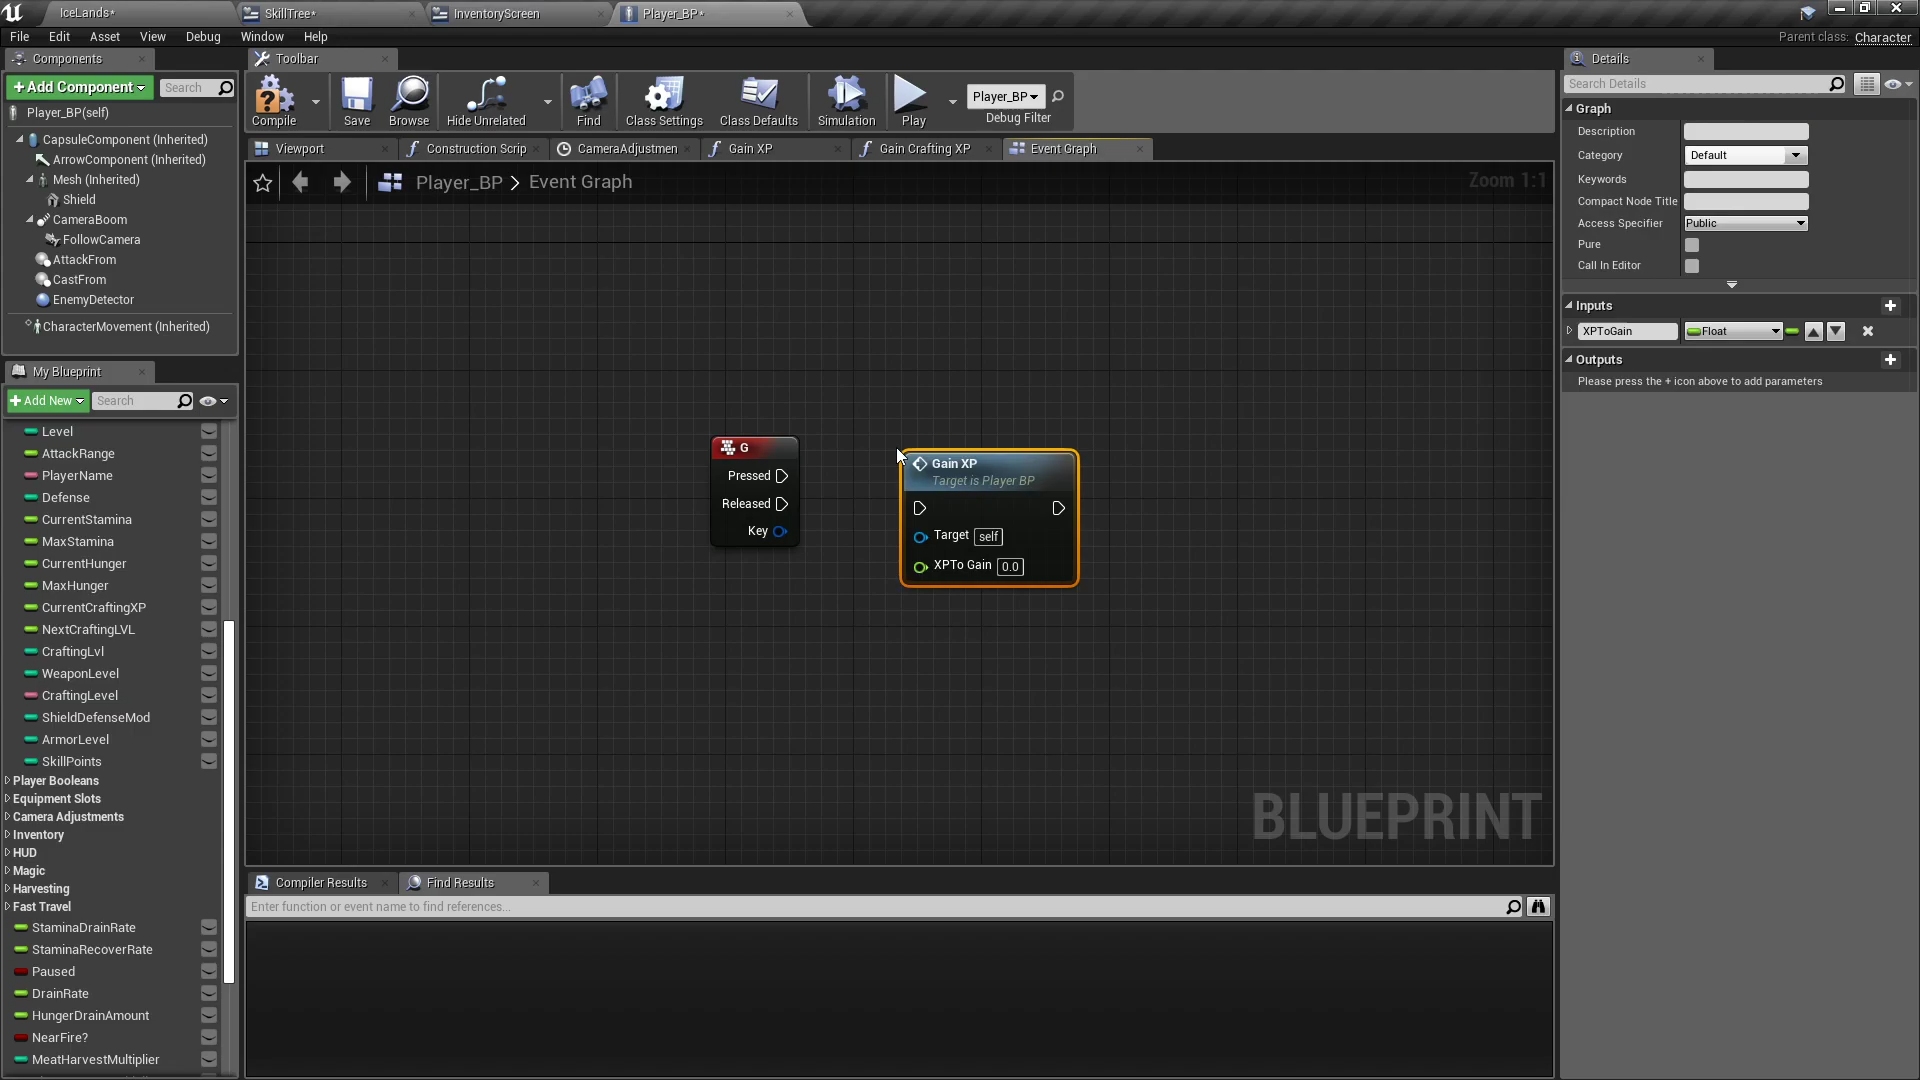 IceLands*
SkillTree*
InventoryScreen
Player_BP*
File
Edit
Asset
View
Debug
Window
Help
Parent class: Character
Components
Toolbar
Details
+Add Component
Search
Player_BP(self)
CapsuleComponent (Inherited)
ArrowComponent (Inherited)
Mesh (Inherited)
Shield
CameraBoom
FollowCamera
AttackFrom
CastFrom
EnemyDetector
CharacterMovement (Inherited)
Compile
Save
Browse
Hide Unrelated
Find
Class Settings
Class Defaults
Simulation
Play
Player_BP
Debug Filter
Viewport
Construction Scrip
CameraAdjustmen
Gain XP
Gain Crafting XP
Event Graph
Player_BP > Event Graph
Zoom 1:1
My Blueprint
+Add New
Search
Level
AttackRange
PlayerName
Defense
CurrentStamina
MaxStamina
CurrentHunger
MaxHunger
CurrentCraftingXP
NextCraftingLVL
CraftingLvl
WeaponLevel
CraftingLevel
ShieldDefenseMod
ArmorLevel
SkillPoints
Player Booleans
Equipment Slots
Camera Adjustments
Inventory
HUD
Magic
Harvesting
Fast Travel
StaminaDrainRate
StaminaRecoverRate
Paused
DrainRate
HungerDrainAmount
NearFire?
MeatHarvestMultiplier
G
Pressed
Released
Key
Gain XP
Target is Player BP
Target self
XPTo Gain 0.0
BLUEPRINT
Compiler Results
Find Results
Enter function or event name to find references...
Search Details
Graph
Description
Category
Default
Keywords
Compact Node Title
Access Specifier
Public
Pure
Call In Editor
Inputs
XPToGain
Float
Outputs
Please press the + icon above to add parameters